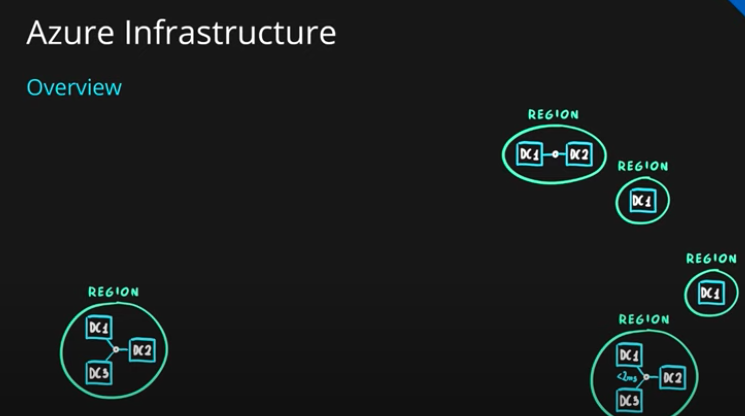 Azure Infrastructure
Overview
REGION
DC1 DC2
REGION
DC1
REGION
DC1
REGION
DC1
DC2
DC3
REGION
DC1
<2ms DC2
DC3